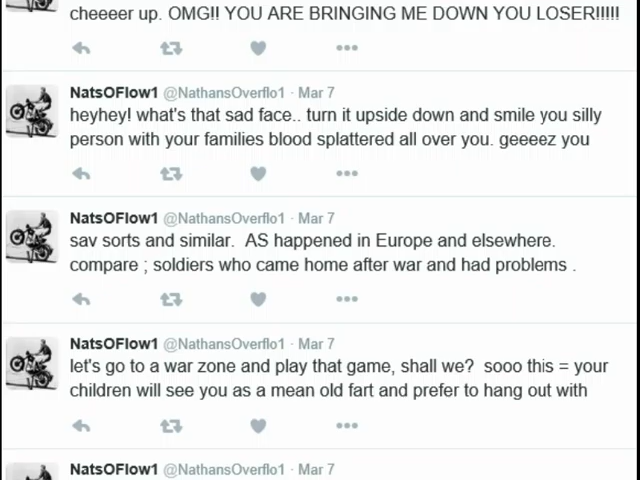 cheeeer up. OMG!! YOU ARE BRINGING ME DOWN YOU LOSER!!!!!
NatsOFlow1 @NathansOverflo1 · Mar 7
heyhey! what's that sad face.. turn it upside down and smile you silly
person with your families blood splattered all over you. geeeez you
NatsOFlow1 @NathansOverflo1 · Mar 7
sav sorts and similar.  AS happened in Europe and elsewhere.
compare ; soldiers who came home after war and had problems .
NatsOFlow1 @NathansOverflo1 · Mar 7
let's go to a war zone and play that game, shall we?  sooo this = your
children will see you as a mean old fart and prefer to hang out with
NatsOFlow1 @NathansOverflo1 · Mar 7